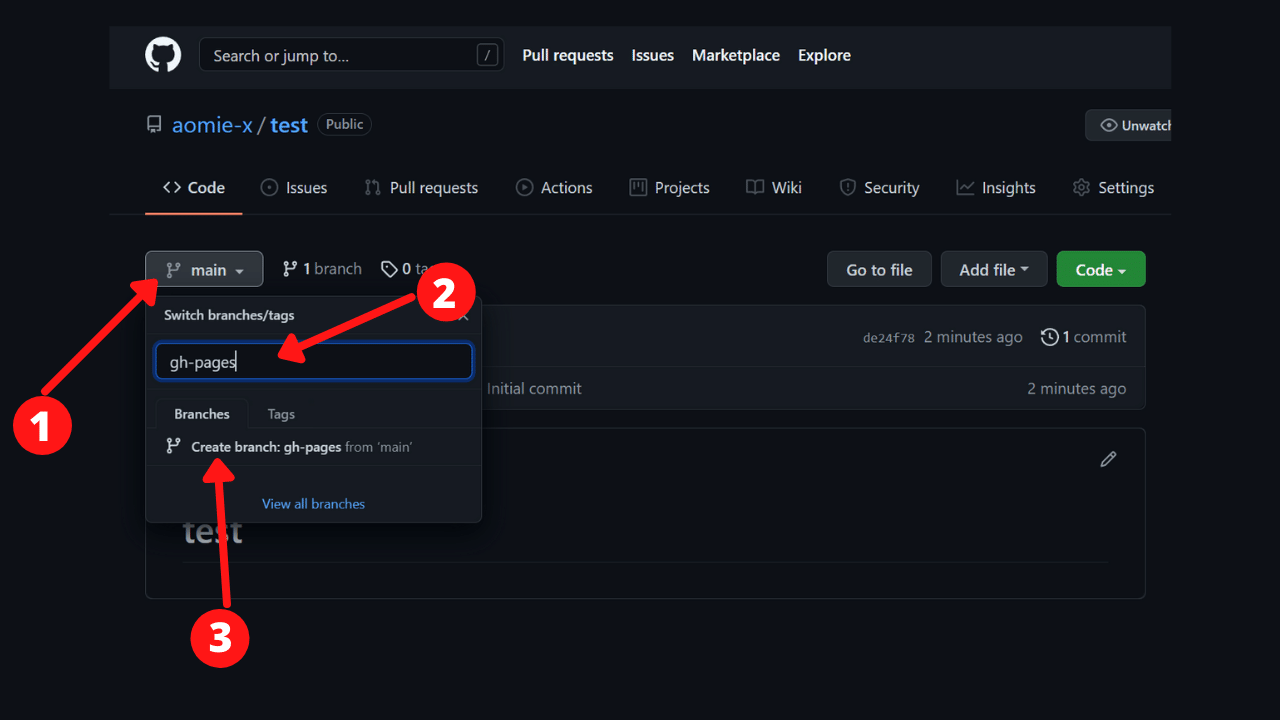 Search or jump to... / Pull requests Issues Marketplace Explore
aomie-x / test Public Unwatch
Code Issues Pull requests Actions Projects Wiki Security Insights Settings
main 1 branch 0 Go to file Add file Code
2
Switch branches/tags
de24f78 2 minutes ago 1 commit
gh-pages
Initial commit 2 minutes ago
Branches Tags
1
Create branch: gh-pages from ‘main’
View all branches
test
3